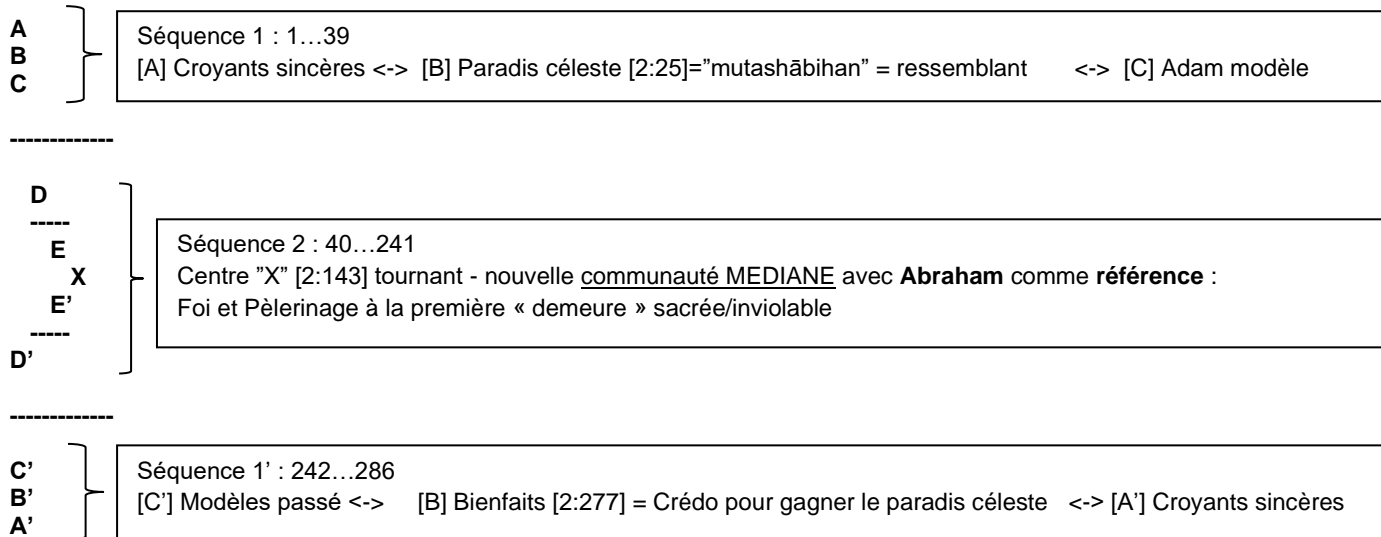 A
B
C
Séquence 1 : 1…39
[A] Croyants sincères <-> [B] Paradis céleste [2:25]=”mutashābihan” = ressemblant <-> [C] Adam modèle
-------------
D
-----
E
X
E’
-----
D’
Séquence 2 : 40…241
Centre ”X” [2:143] tournant - nouvelle communauté MEDIANE avec Abraham comme référence :
Foi et Pèlerinage à la première « demeure » sacrée/inviolable
-------------
C’
B’
A’
Séquence 1’ : 242…286
[C’] Modèles passé <-> [B] Bienfaits [2:277] = Crédo pour gagner le paradis céleste <-> [A’] Croyants sincères